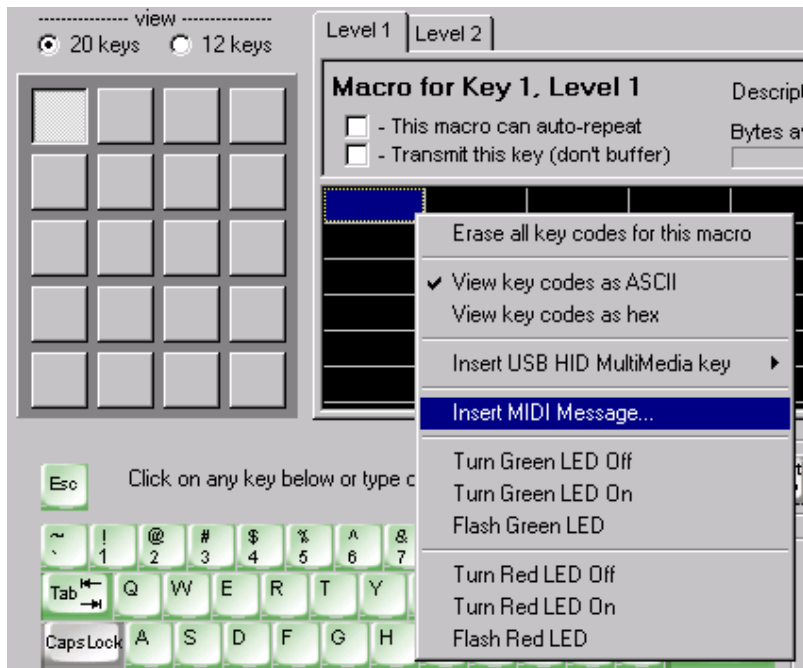 view
20 keys 12 keys
Level 1 Level 2
Macro for Key 1, Level 1
- This macro can auto-repeat
- Transmit this key (don't buffer)
Erase all key codes for this macro
View key codes as ASCII
View key codes as hex
Insert USB HID MultiMedia key
Insert MIDI Message...
Turn Green LED Off
Turn Green LED On
Flash Green LED
Turn Red LED Off
Turn Red LED On
Flash Red LED
Esc Click on any key below or type
~ ! @ # $ % ^ &
` 1 2 3 4 5 6 7
Tab Q W E R T Y
CapsLock A S D F G H